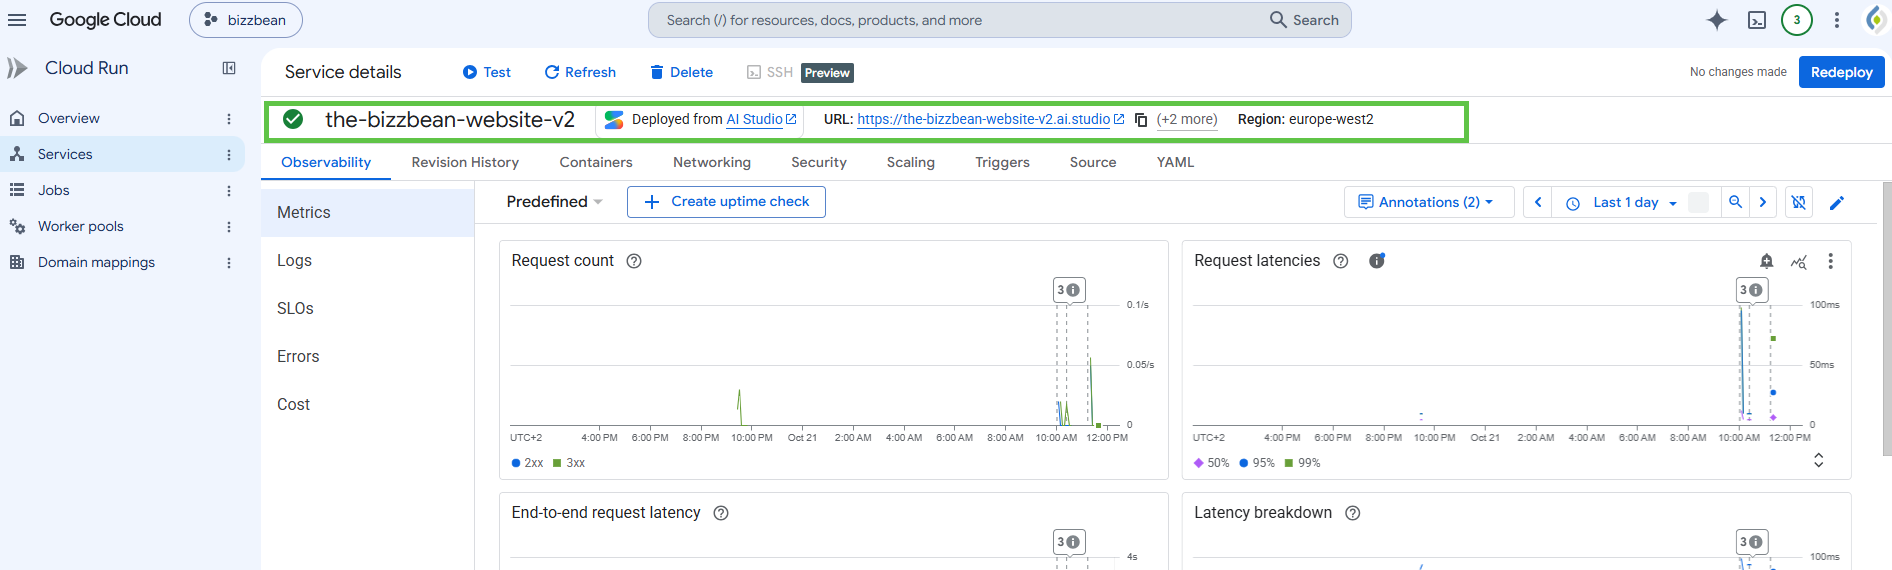 Google Cloud
bizzbean
Search (/) for resources, docs, products, and more
Search
3
Cloud Run
Service details
Test
Refresh
Delete
SSH
Preview
No changes made
Redeploy
Overview
Services
Jobs
Worker pools
Domain mappings
the-bizzbean-website-v2
Deployed from AI Studio
URL: https://the-bizzbean-website-v2.ai.studio
(+2 more)
Region: europe-west2
Observability
Revision History
Containers
Networking
Security
Scaling
Triggers
Source
YAML
Metrics
Logs
SLOs
Errors
Cost
Predefined
Create uptime check
Annotations (2)
Last 1 day
Request count
3
0.1/s
0.05/s
0
UTC+2 4:00 PM 6:00 PM 8:00 PM 10:00 PM Oct 21 2:00 AM 4:00 AM 6:00 AM 8:00 AM 10:00 AM 12:00 PM
2xx 3xx
Request latencies
3
100ms
50ms
0
UTC+2 4:00 PM 6:00 PM 8:00 PM 10:00 PM Oct 21 2:00 AM 4:00 AM 6:00 AM 8:00 AM 10:00 AM 12:00 PM
50% 95% 99%
End-to-end request latency
3
4s
Latency breakdown
3
100ms